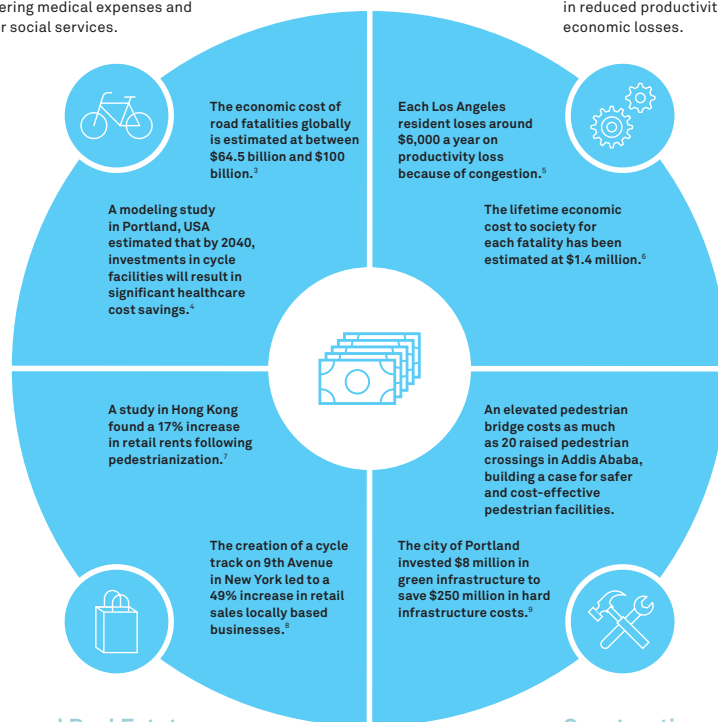 ering medical expenses and
r social services.
in reduced productivit
economic losses.
The economic cost of
road fatalities globally
is estimated at between
$64.5 billion and $100
billion.3
A modeling study
in Portland, USA
estimated that by 2040,
investments in cycle
facilities will result in
significant healthcare
cost savings.4
Each Los Angeles
resident loses around
$6,000 a year on
productivity loss
because of congestion.5
The lifetime economic
cost to society for
each fatality has been
estimated at $1.4 million.6
A study in Hong Kong
found a 17% increase
in retail rents following
pedestrianization.7
The creation of a cycle
track on 9th Avenue
in New York led to a
49% increase in retail
sales locally based
businesses.8
An elevated pedestrian
bridge costs as much
as 20 raised pedestrian
crossings in Addis Ababa,
building a case for safer
and cost-effective
pedestrian facilities.
The city of Portland
invested $8 million in
green infrastructure to
save $250 million in hard
infrastructure costs.9